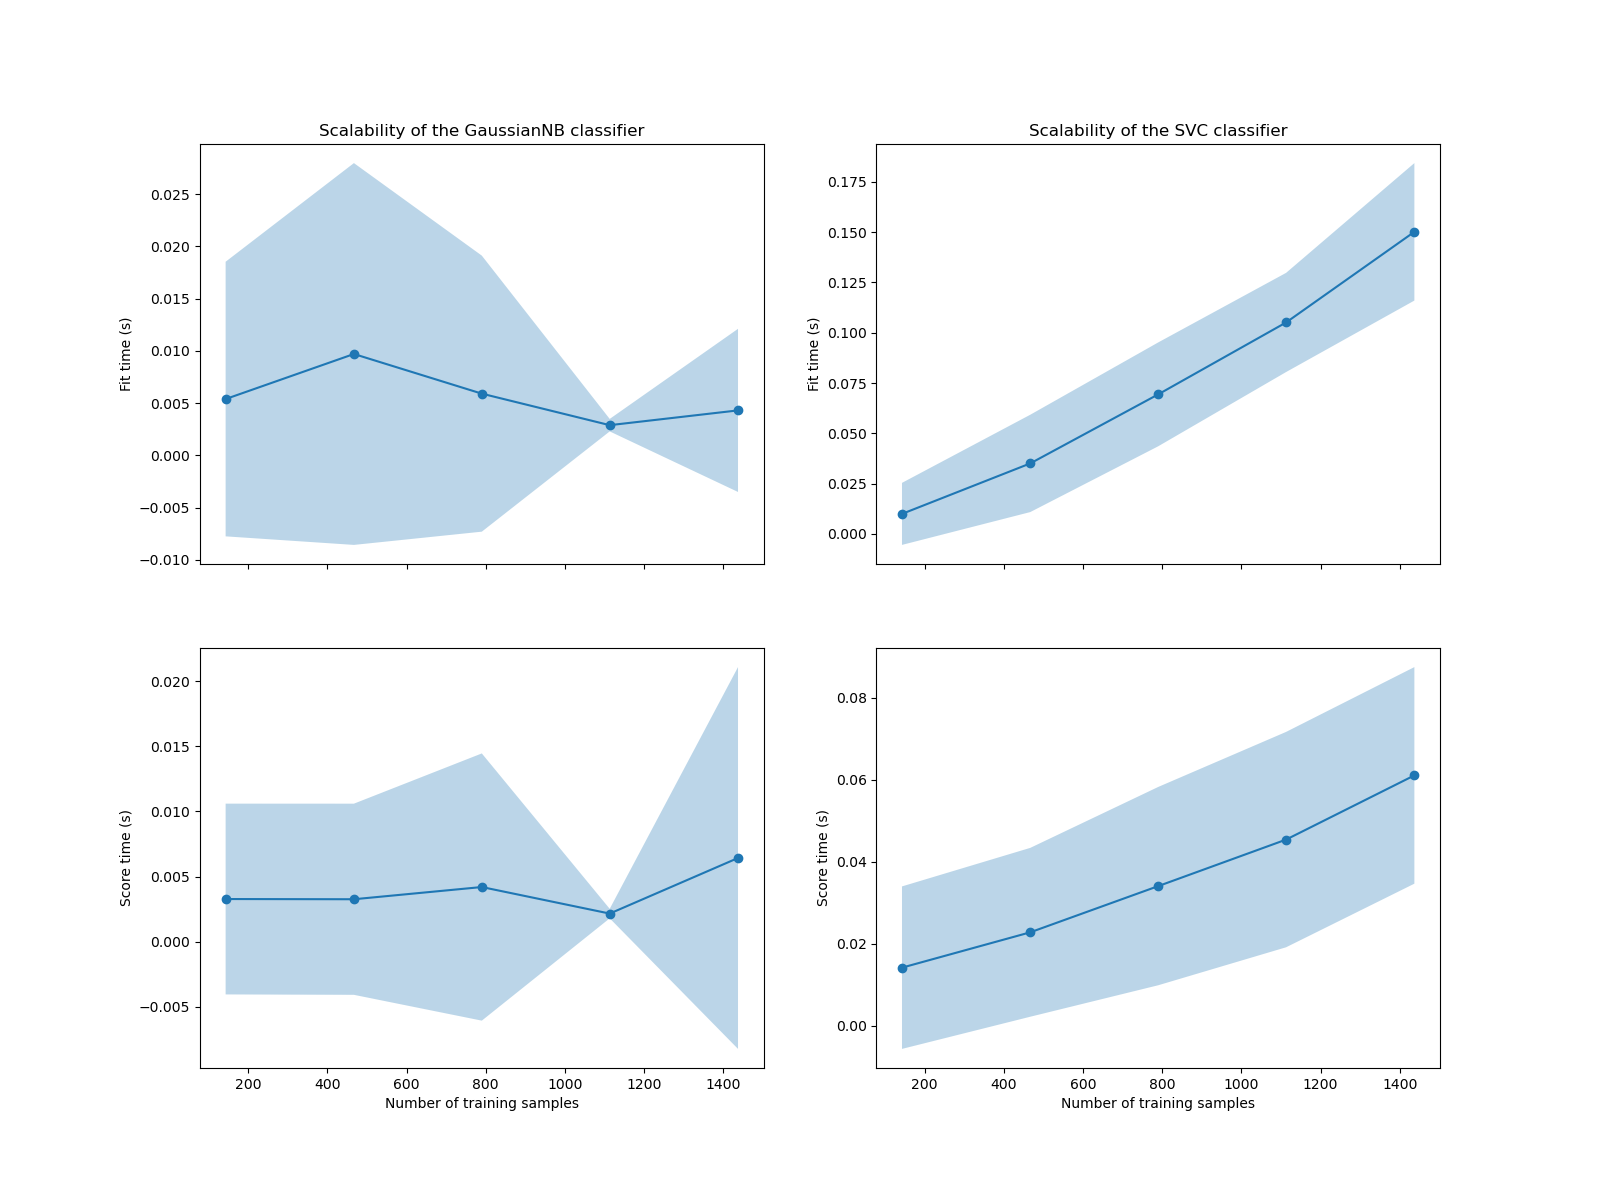 Scalability of the GaussianNB classifier
Fit time (s)
0.025
0.020
0.015
0.010
0.005
0.000
−0.005
−0.010
Scalability of the SVC classifier
Fit time (s)
0.175
0.150
0.125
0.100
0.075
0.050
0.025
0.000
Score time (s)
0.020
0.015
0.010
0.005
0.000
−0.005
200 400 600 800 1000 1200 1400
Number of training samples
Score time (s)
0.08
0.06
0.04
0.02
0.00
200 400 600 800 1000 1200 1400
Number of training samples